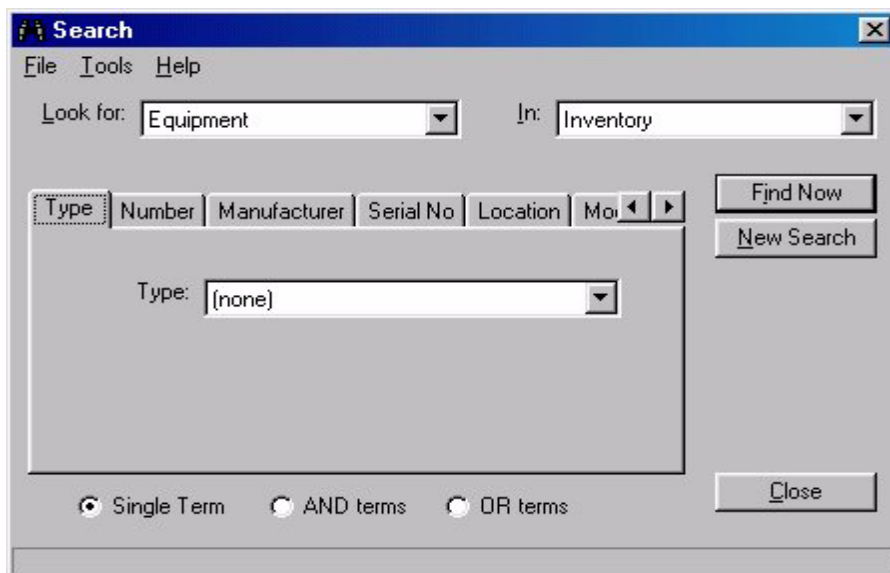 Search
File Tools Help
Look for: Equipment In: Inventory
Type Number Manufacturer Serial No Location
Find Now
New Search
Type: (none)
Single Term AND terms OR terms
Close